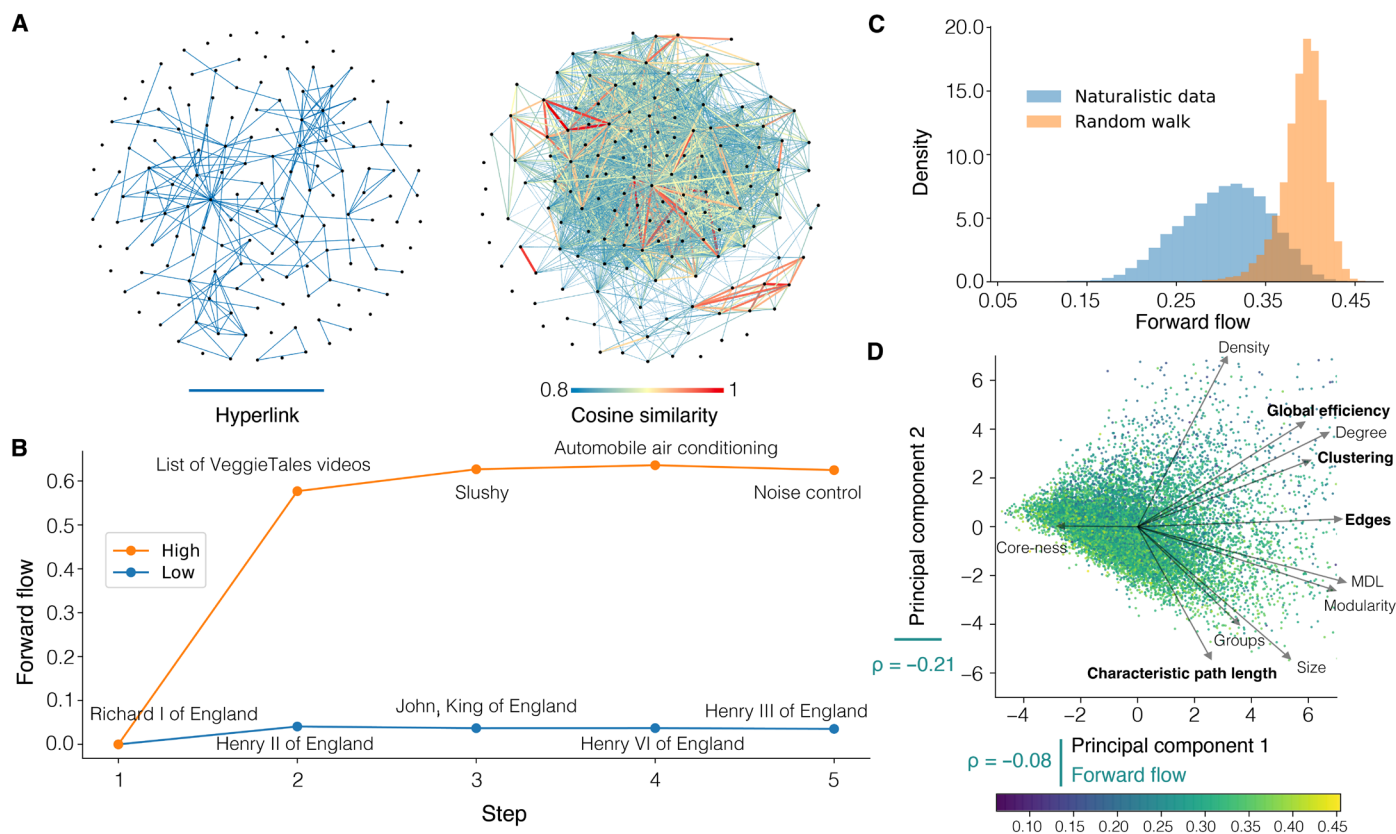 A
Hyperlink
0.8
1
Cosine similarity
B
Forward flow
0.6
0.5
0.4
0.3
0.2
0.1
0.0
List of VeggieTales videos
Automobile air conditioning
Slushy
Noise control
High
Low
Richard I of England
John, King of England
Henry III of England
Henry II of England
Henry VI of England
1
2
3
4
5
Step
C
Density
20.0
15.0
10.0
5.0
0.0
Naturalistic data
Random walk
0.05
0.15
0.25
0.35
0.45
Forward flow
D
Principal component 2
ρ = −0.21
6
4
2
0
−2
−4
−6
Density
Global efficiency
Degree
Clustering
Edges
Core-ness
MDL
Modularity
Groups
Size
Characteristic path length
−4
−2
0
2
4
6
ρ = −0.08
Principal component 1
Forward flow
0.10
0.15
0.20
0.25
0.30
0.35
0.40
0.45